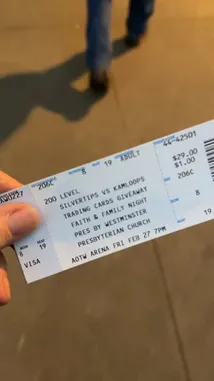 AW0227
206C 8 19 ADULT
200 LEVEL
SILVERTIPS VS KAMLOOPS
TRADING CARDS GIVEAWAY
FAITH & FAMILY NIGHT
PRES BY WESTMINSTER
PRESBYTERIAN CHURCH
AOTW ARENA FRI FEB 27 7PM
8 19
VISA
44-42501
$29.00
$1.00
206C
8
19